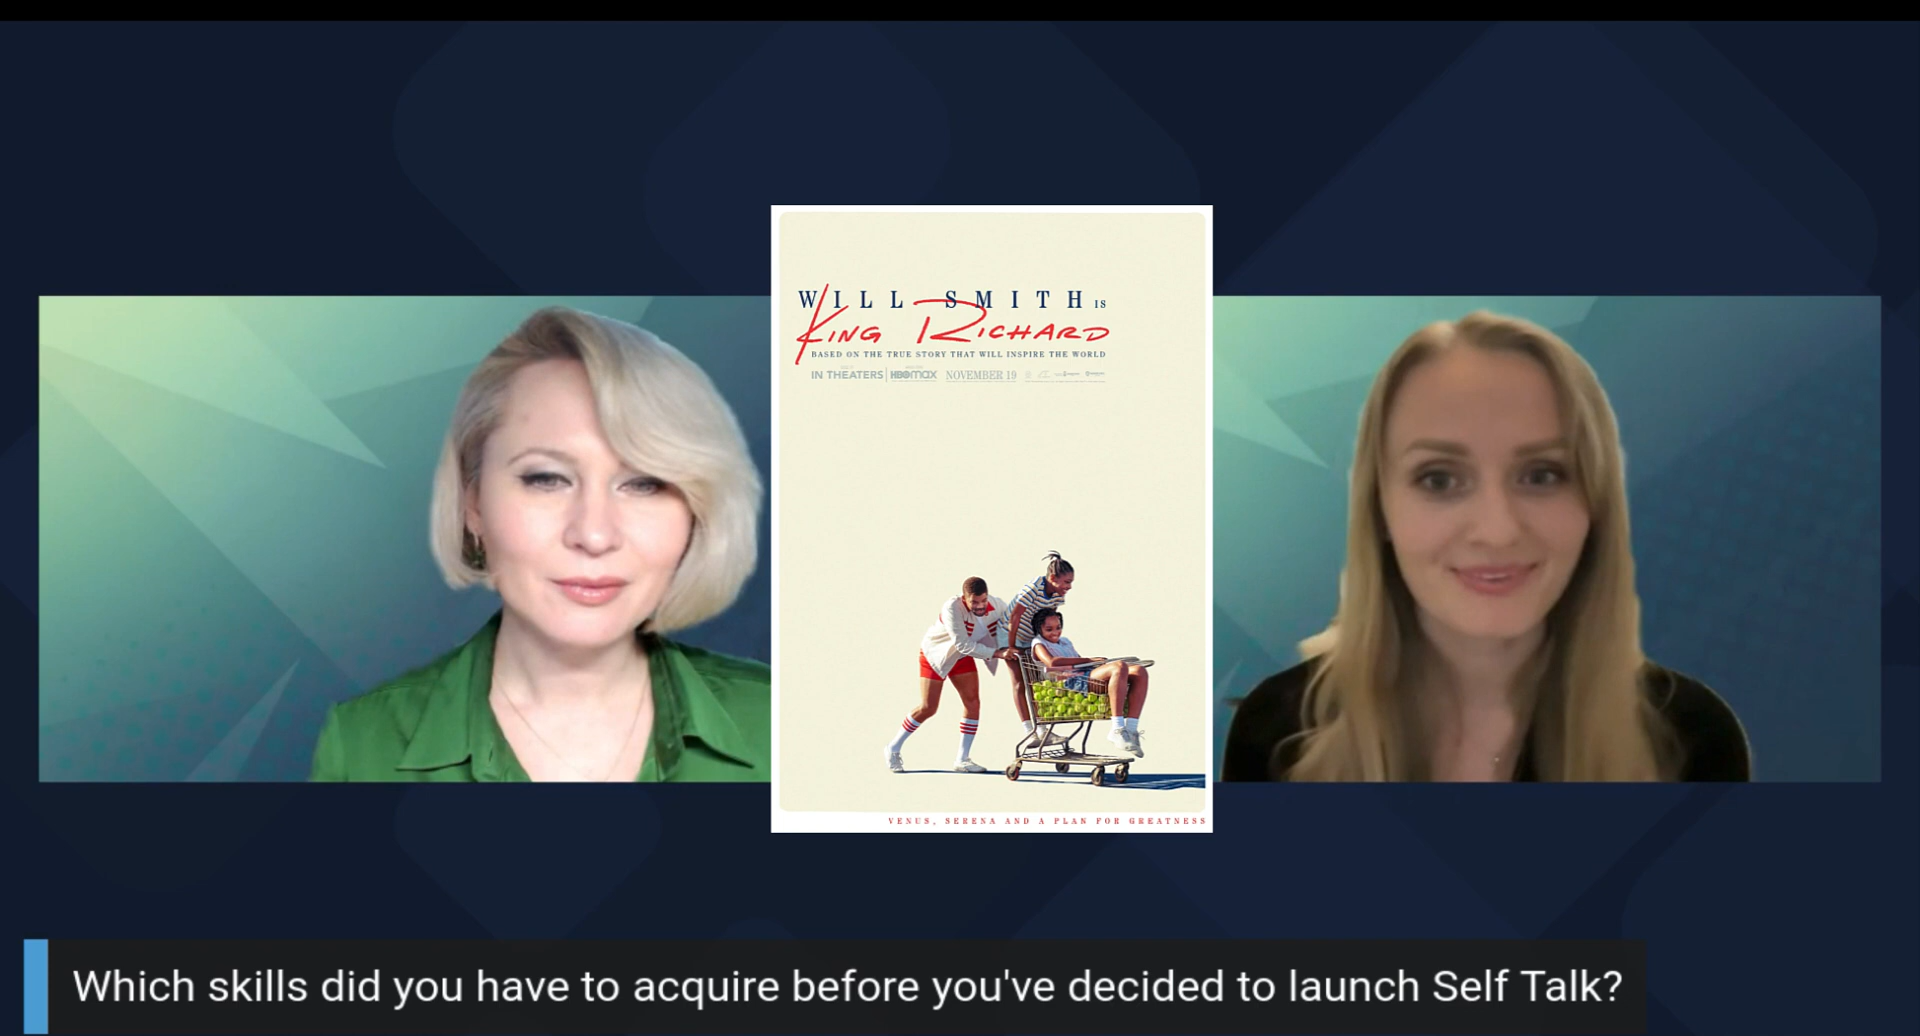 WILL SMITH IS
KING RICHARD
BASED ON THE TRUE STORY THAT WILL INSPIRE THE WORLD
IN THEATERS HBOMAX NOVEMBER 19
VENUS, SERENA AND A PLAN FOR GREATNESS
Which skills did you have to acquire before you've decided to launch Self Talk?